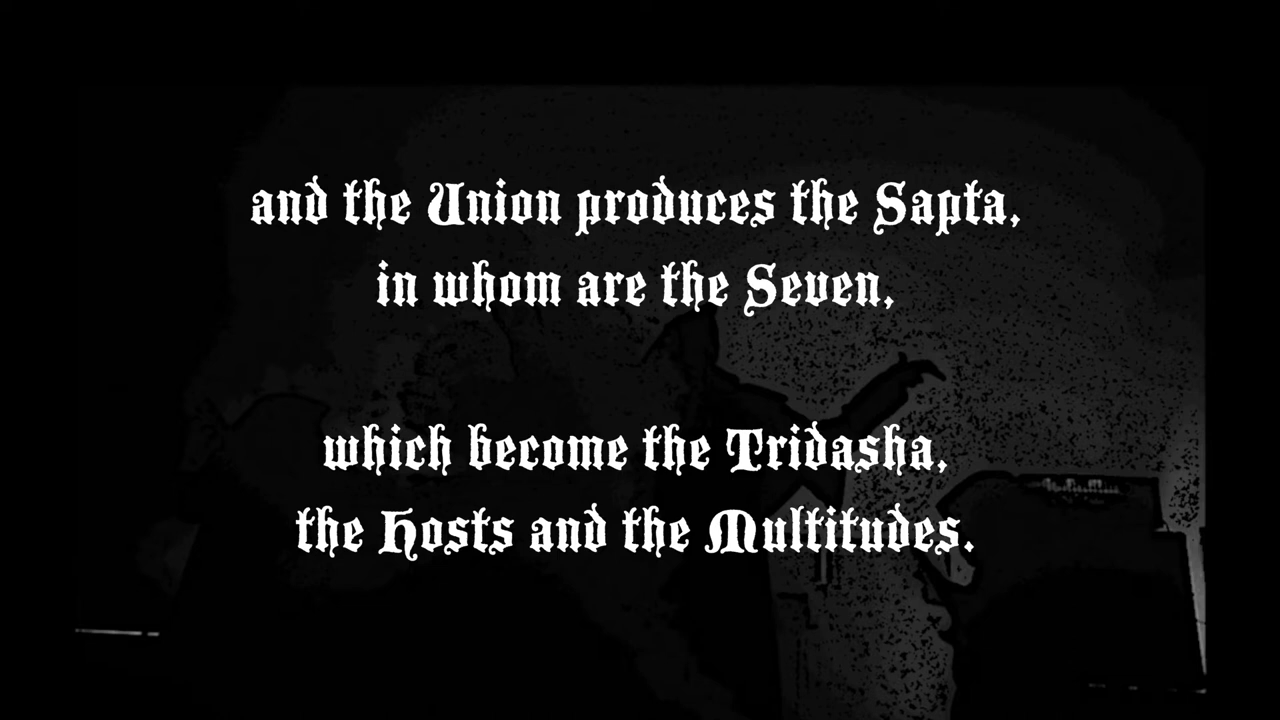 and the Union produces the Sapta,
in whom are the Seven,
which become the Tridasha,
the Hosts and the Multitudes.